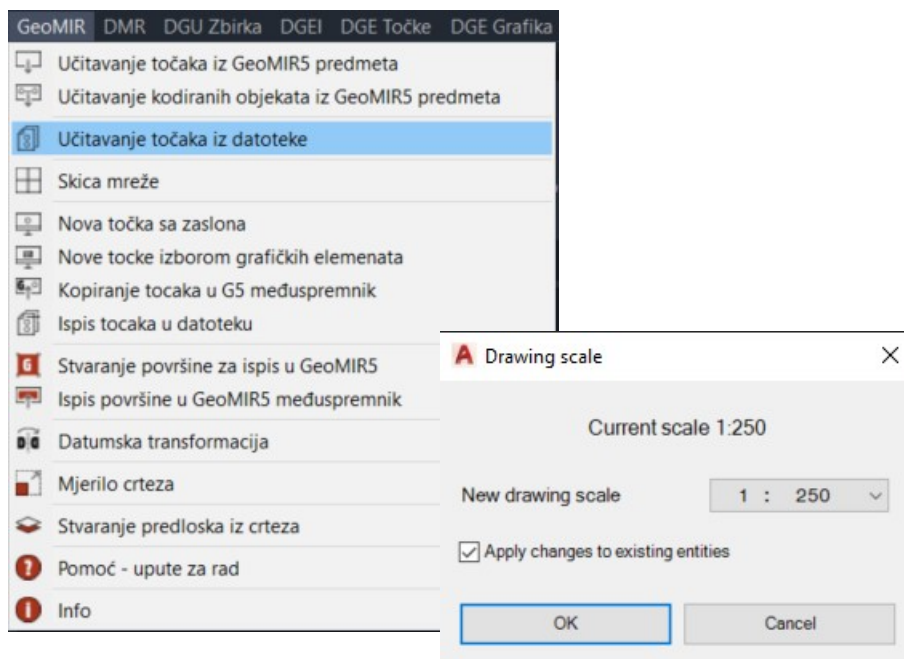 GeoMIR DMR DGU Zbirka DGEI DGE Točke DGE Grafika
Učitavanje točaka iz GeoMIR5 predmeta
Učitavanje kodiranih objekata iz GeoMIR5 predmeta
Učitavanje točaka iz datoteke
Skica mreže
Nova točka sa zaslona
Nove tocke izborom grafičkih elemenata
Kopiranje tocaka u G5 međuspremnik
Ispis tocaka u datoteku
Stvaranje površine za ispis u GeoMIR5
Ispis površine u GeoMIR5 međuspremnik
Datumska transformacija
Mjerilo crteza
Stvaranje predloska iz crteza
Pomoć - upute za rad
Info
Drawing scale
Current scale 1:250
New drawing scale 1 : 250
Apply changes to existing entities
OK Cancel